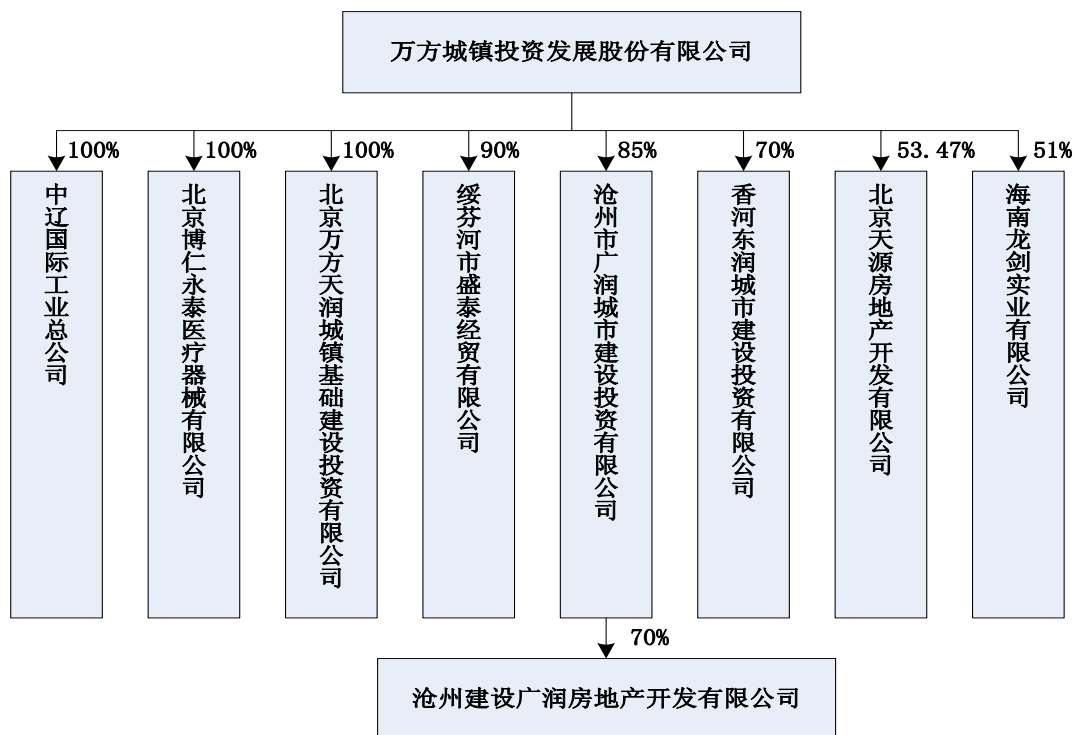 万方城镇投资发展股份有限公司
100%
100%
100%
90%
85%
70%
53.47%
51%
中辽国际工业总公司
北京博仁永泰医疗器械有限公司
北京万方天润城镇基础建设投资有限公司
绥芬河市盛泰经贸有限公司
沧州市广润城市建设投资有限公司
香河东润城市建设投资有限公司
北京天源房地产开发有限公司
海南龙剑实业有限公司
70%
沧州建设广润房地产开发有限公司